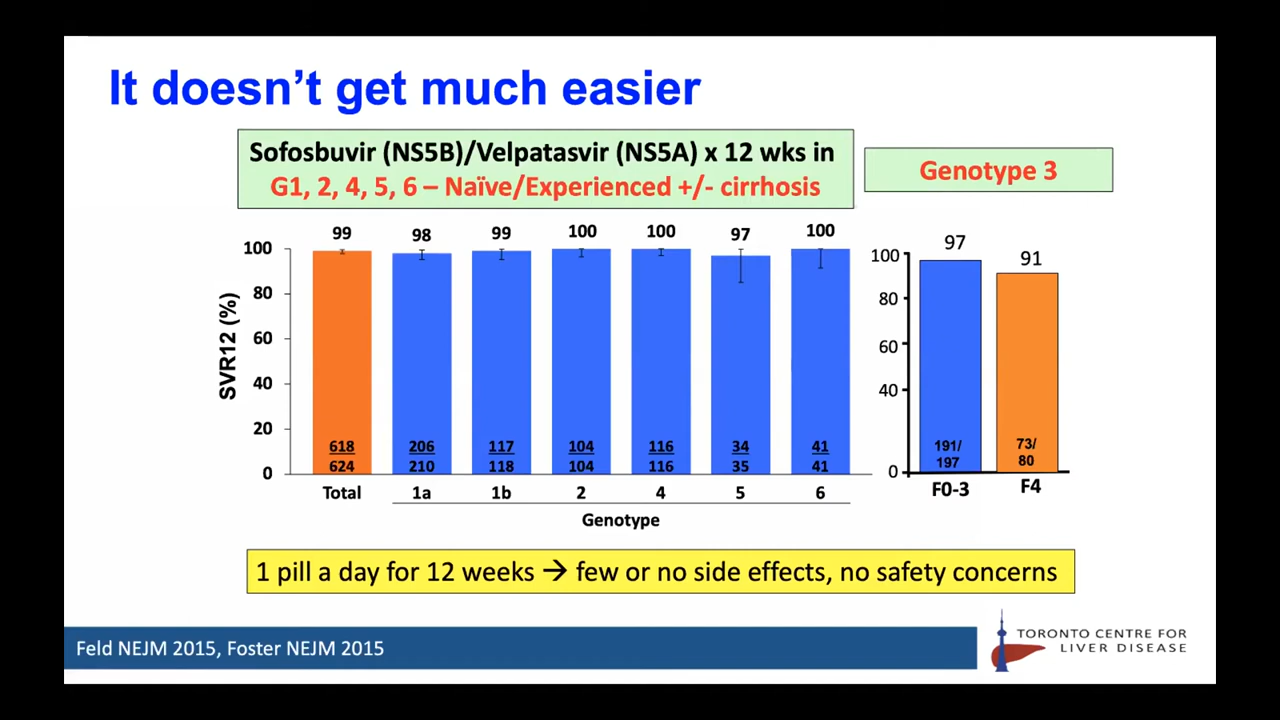 It doesn't get much easier
Sofosbuvir (NS5B)/Velpatasvir (NS5A) x 12 wks in
G1, 2, 4, 5, 6 – Naïve/Experienced +/- cirrhosis
Genotype 3
SVR12 (%)
100
80
60
40
20
0
99
98
99
100
100
97
100
618
624
206
210
117
118
104
104
116
116
34
35
41
41
Total
1a
1b
2
4
5
6
Genotype
100
80
60
40
0
97
91
191/
197
73/
80
F0-3
F4
1 pill a day for 12 weeks → few or no side effects, no safety concerns
Feld NEJM 2015, Foster NEJM 2015
TORONTO CENTRE FOR
LIVER DISEASE